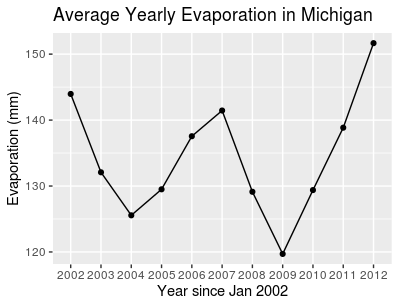 Average Yearly Evaporation in Michigan
150
140
130
120
Evaporation (mm)
2002 2003 2004 2005 2006 2007 2008 2009 2010 2011 2012
Year since Jan 2002